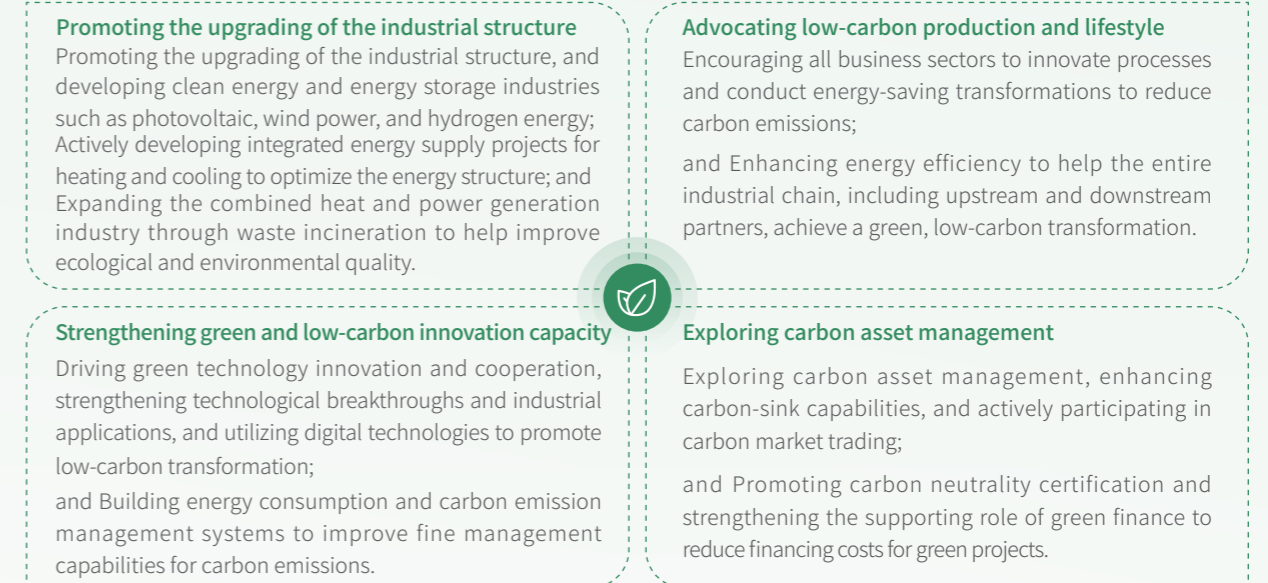 Promoting the upgrading of the industrial structure
Promoting the upgrading of the industrial structure, and
developing clean energy and energy storage industries
such as photovoltaic, wind power, and hydrogen energy;
Actively developing integrated energy supply projects for
heating and cooling to optimize the energy structure; and
Expanding the combined heat and power generation
industry through waste incineration to help improve
ecological and environmental quality.
Advocating low-carbon production and lifestyle
Encouraging all business sectors to innovate processes
and conduct energy-saving transformations to reduce
carbon emissions;
and Enhancing energy efficiency to help the entire
industrial chain, including upstream and downstream
partners, achieve a green, low-carbon transformation.
Strengthening green and low-carbon innovation capacity
Driving green technology innovation and cooperation,
strengthening technological breakthroughs and industrial
applications, and utilizing digital technologies to promote
low-carbon transformation;
and Building energy consumption and carbon emission
management systems to improve fine management
capabilities for carbon emissions.
Exploring carbon asset management
Exploring carbon asset management, enhancing
carbon-sink capabilities, and actively participating in
carbon market trading;
and Promoting carbon neutrality certification and
strengthening the supporting role of green finance to
reduce financing costs for green projects.